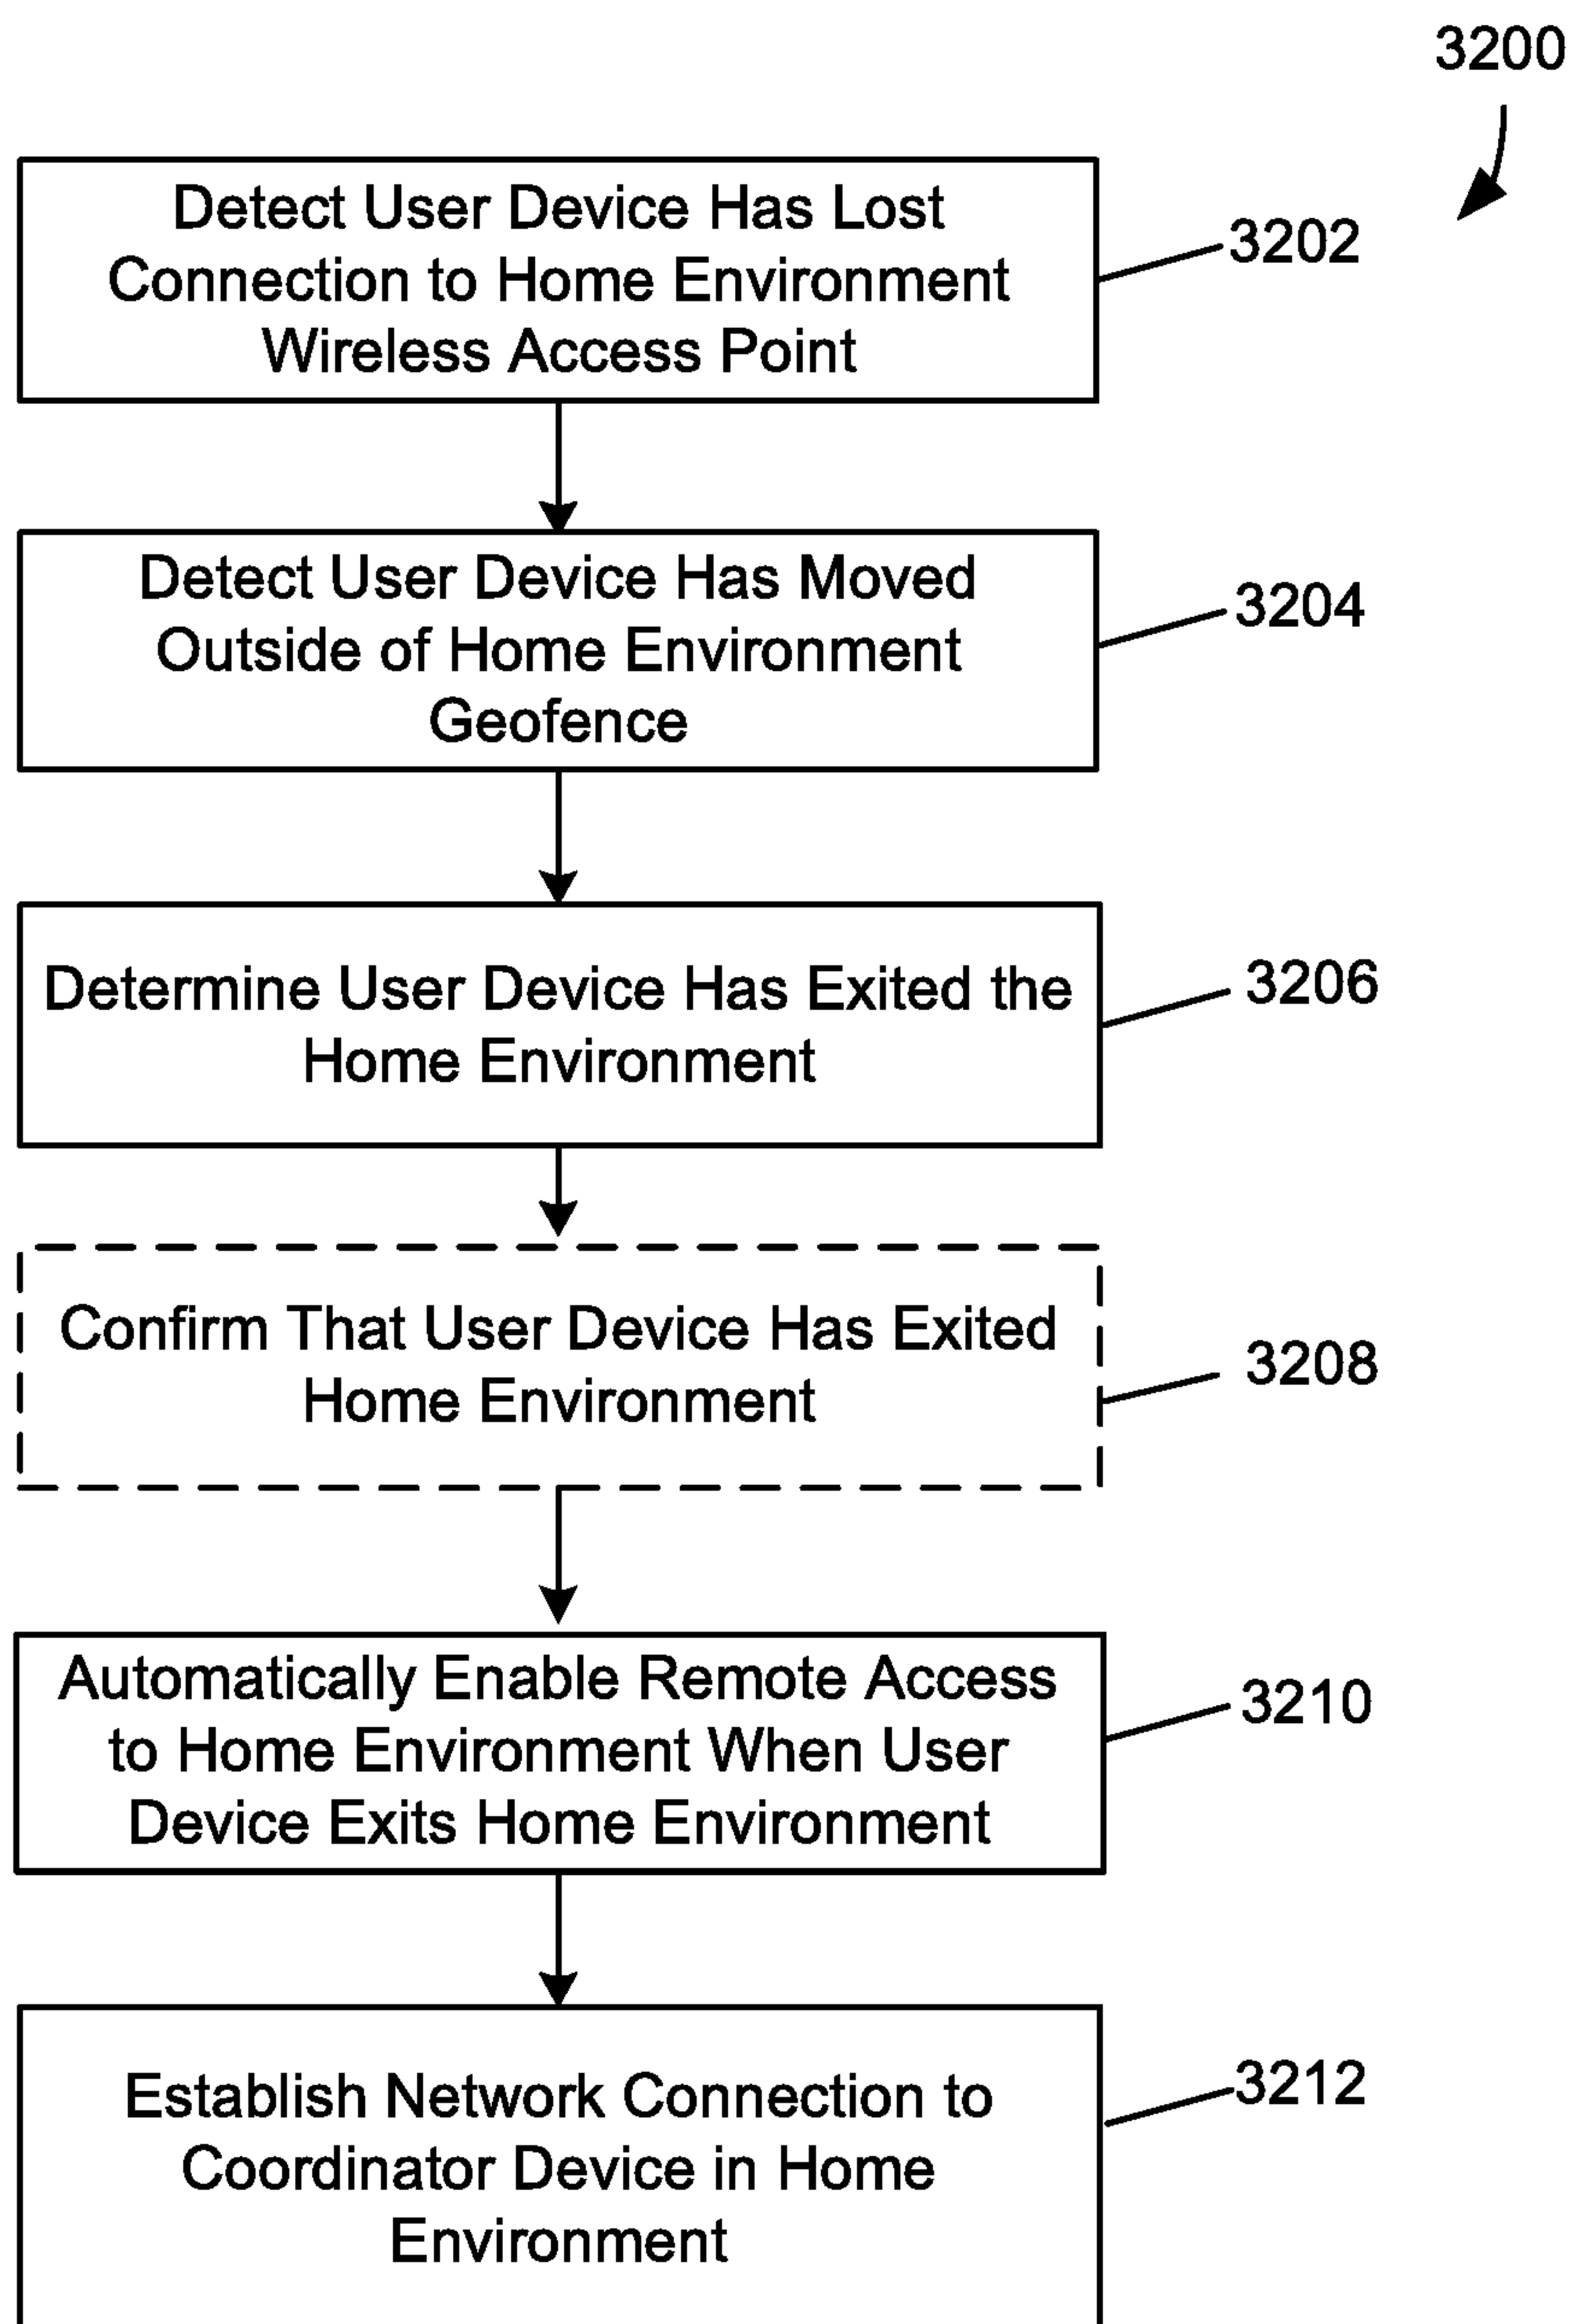 3200
Detect User Device Has Lost
Connection to Home Environment
Wireless Access Point
3202
Detect User Device Has Moved
Outside of Home Environment
Geofence
3204
Determine User Device Has Exited the
Home Environment
3206
Confirm That User Device Has Exited
Home Environment
3208
Automatically Enable Remote Access
to Home Environment When User
Device Exits Home Environment
3210
Establish Network Connection to
Coordinator Device in Home
Environment
3212